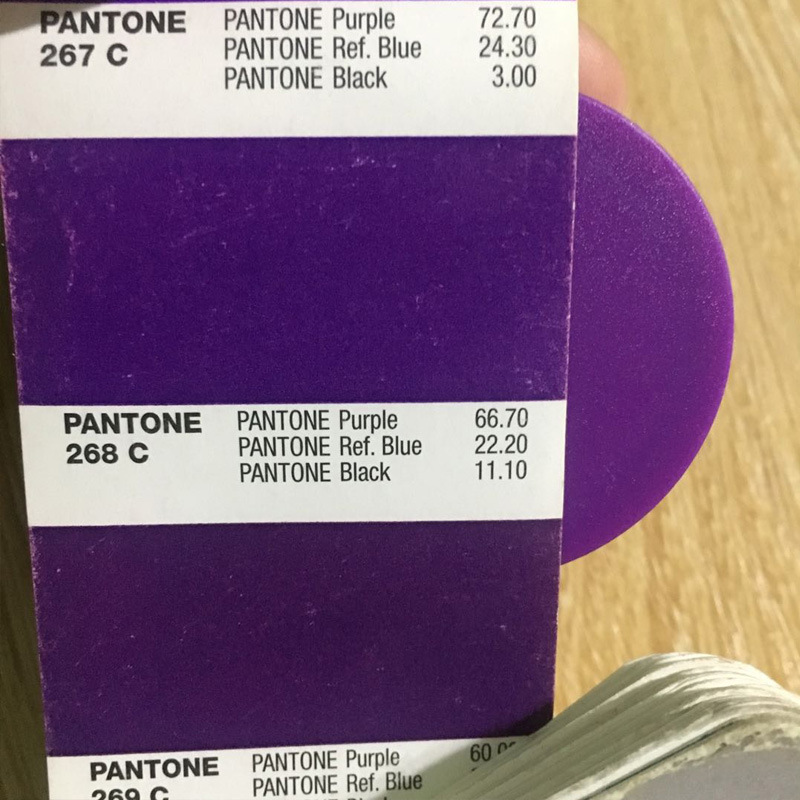 PANTONE PANTONE Purple 72.70
267 C PANTONE Ref. Blue 24.30
PANTONE Black 3.00
PANTONE PANTONE Purple 66.70
268 C PANTONE Ref. Blue 22.20
PANTONE Black 11.10
PANTONE PANTONE Purple
269 C PANTONE Ref. Blue